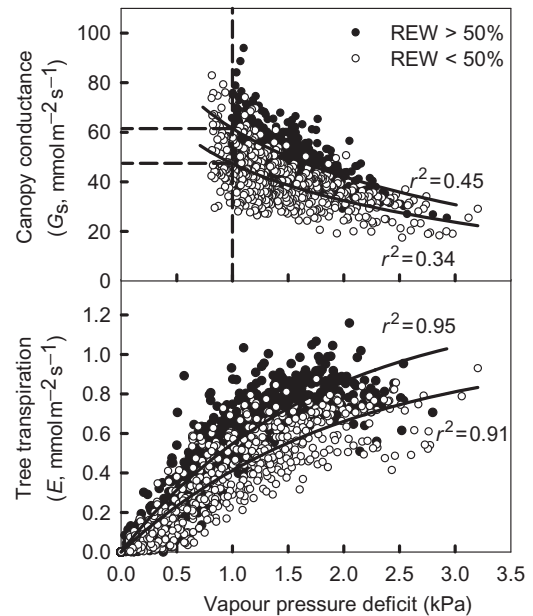 REW > 50%
REW < 50%
Canopy conductance
(Gs, mmol m−2 s−1)
100
80
60
40
20
0
r2=0.45
r2=0.34
Tree transpiration
(E, mmol m−2 s−1)
1.2
1.0
0.8
0.6
0.4
0.2
0.0
r2=0.95
r2=0.91
0.0 0.5 1.0 1.5 2.0 2.5 3.0 3.5
Vapour pressure deficit (kPa)